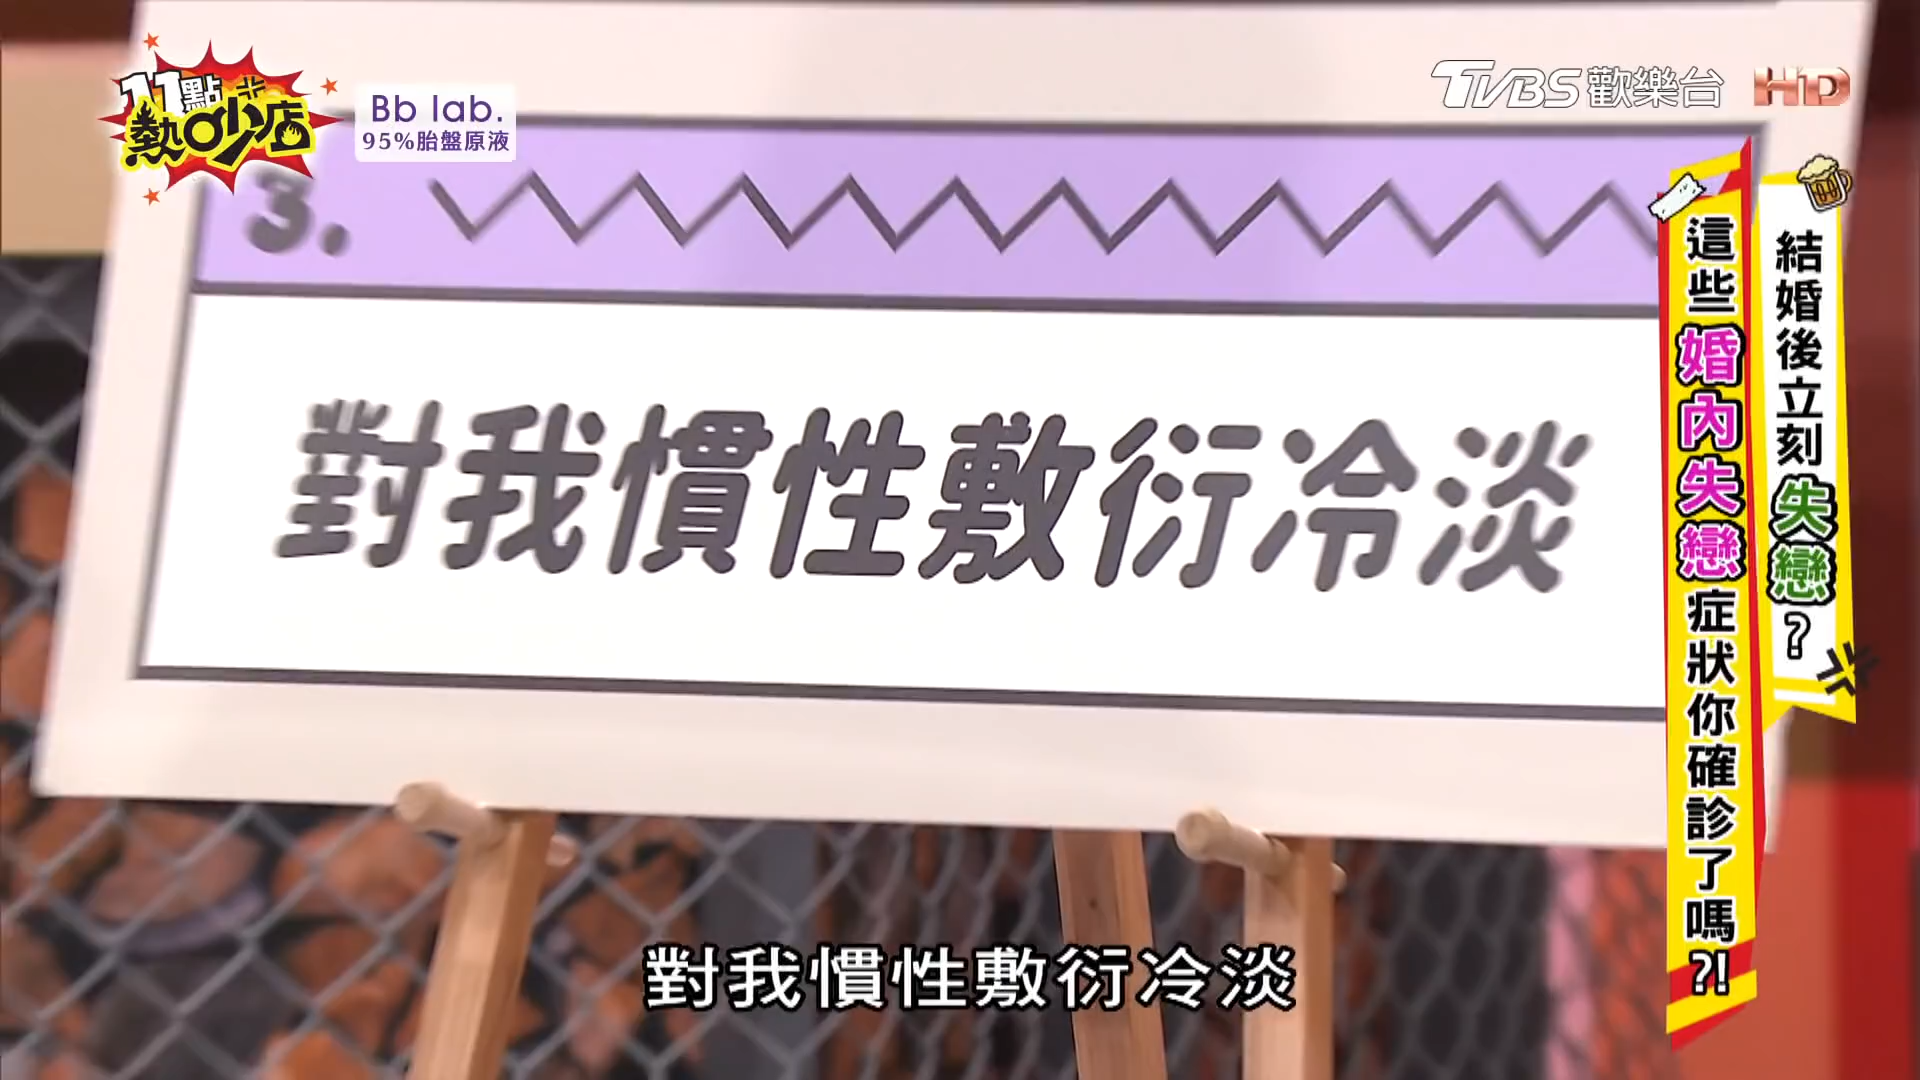 11點
熱吵店
Bb lab.
95%胎盤原液
TVBS歡樂台 HD
3.
對我慣性敷衍冷淡
結婚後立刻失戀?
這些婚內失戀症狀你確診了嗎?!
對我慣性敷衍冷淡